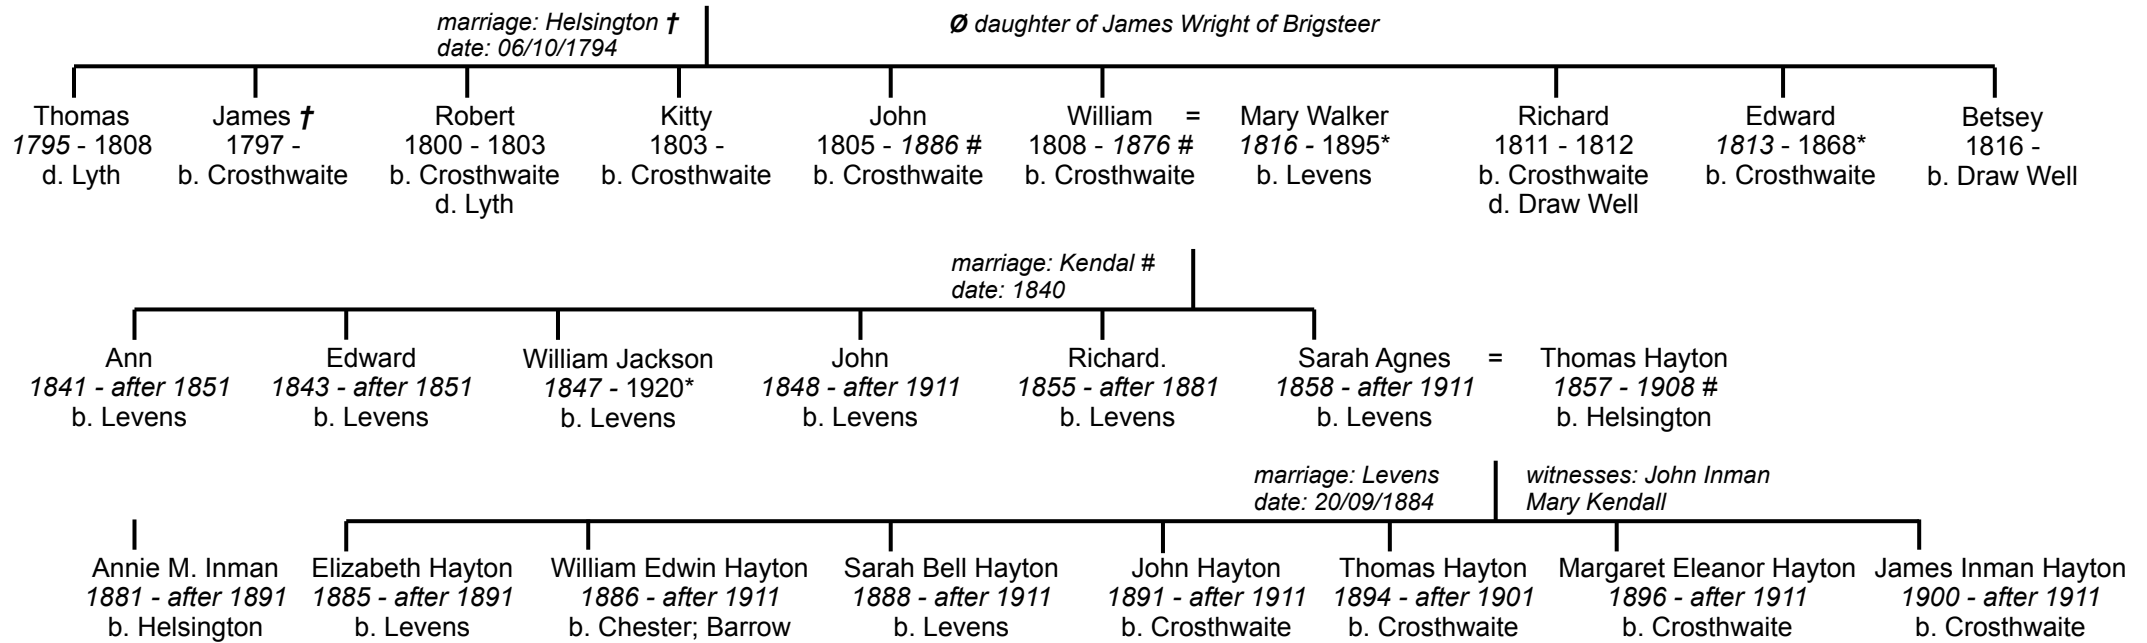 marriage: Helsington †
date: 06/10/1794
Ø daughter of James Wright of Brigsteer
Thomas
1795 - 1808
d. Lyth
James †
1797 -
b. Crosthwaite
Robert
1800 - 1803
b. Crosthwaite
d. Lyth
Kitty
1803 -
b. Crosthwaite
John
1805 - 1886 #
b. Crosthwaite
William =
1808 - 1876 #
b. Crosthwaite
Mary Walker
1816 - 1895*
b. Levens
Richard
1811 - 1812
b. Crosthwaite
d. Draw Well
Edward
1813 - 1868*
b. Crosthwaite
Betsey
1816 -
b. Draw Well
marriage: Kendal #
date: 1840
Ann
1841 - after 1851
b. Levens
Edward
1843 - after 1851
b. Levens
William Jackson
1847 - 1920*
b. Levens
John
1848 - after 1911
b. Levens
Richard.
1855 - after 1881
b. Levens
Sarah Agnes =
1858 - after 1911
b. Levens
Thomas Hayton
1857 - 1908 #
b. Helsington
marriage: Levens
date: 20/09/1884
witnesses: John Inman
Mary Kendall
Annie M. Inman
1881 - after 1891
b. Helsington
Elizabeth Hayton
1885 - after 1891
b. Levens
William Edwin Hayton
1886 - after 1911
b. Chester; Barrow
Sarah Bell Hayton
1888 - after 1911
b. Levens
John Hayton
1891 - after 1911
b. Crosthwaite
Thomas Hayton
1894 - after 1901
b. Crosthwaite
Margaret Eleanor Hayton
1896 - after 1911
b. Crosthwaite
James Inman Hayton
1900 - after 1911
b. Crosthwaite